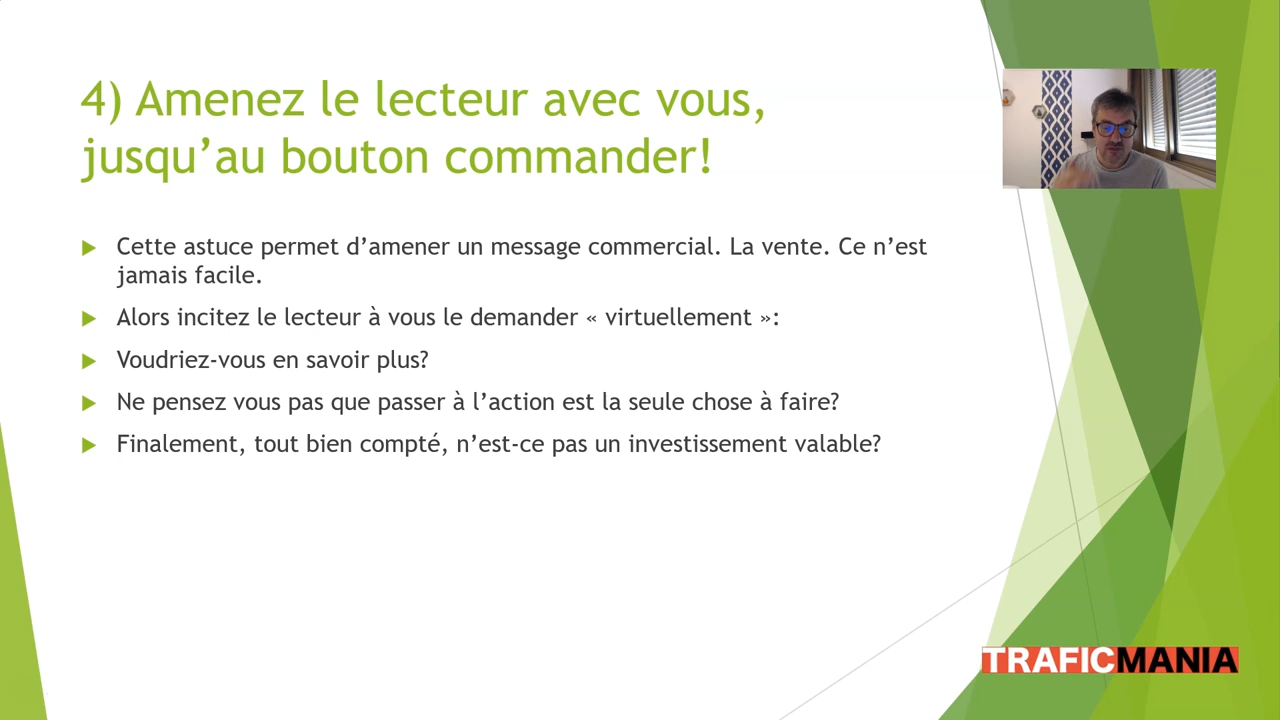 4) Amenez le lecteur avec vous,
jusqu’au bouton commander!
Cette astuce permet d’amener un message commercial. La vente. Ce n’est
jamais facile.
Alors incitez le lecteur à vous le demander « virtuellement »:
Voudriez-vous en savoir plus?
Ne pensez vous pas que passer à l’action est la seule chose à faire?
Finalement, tout bien compté, n’est-ce pas un investissement valable?
TRAFICMANIA